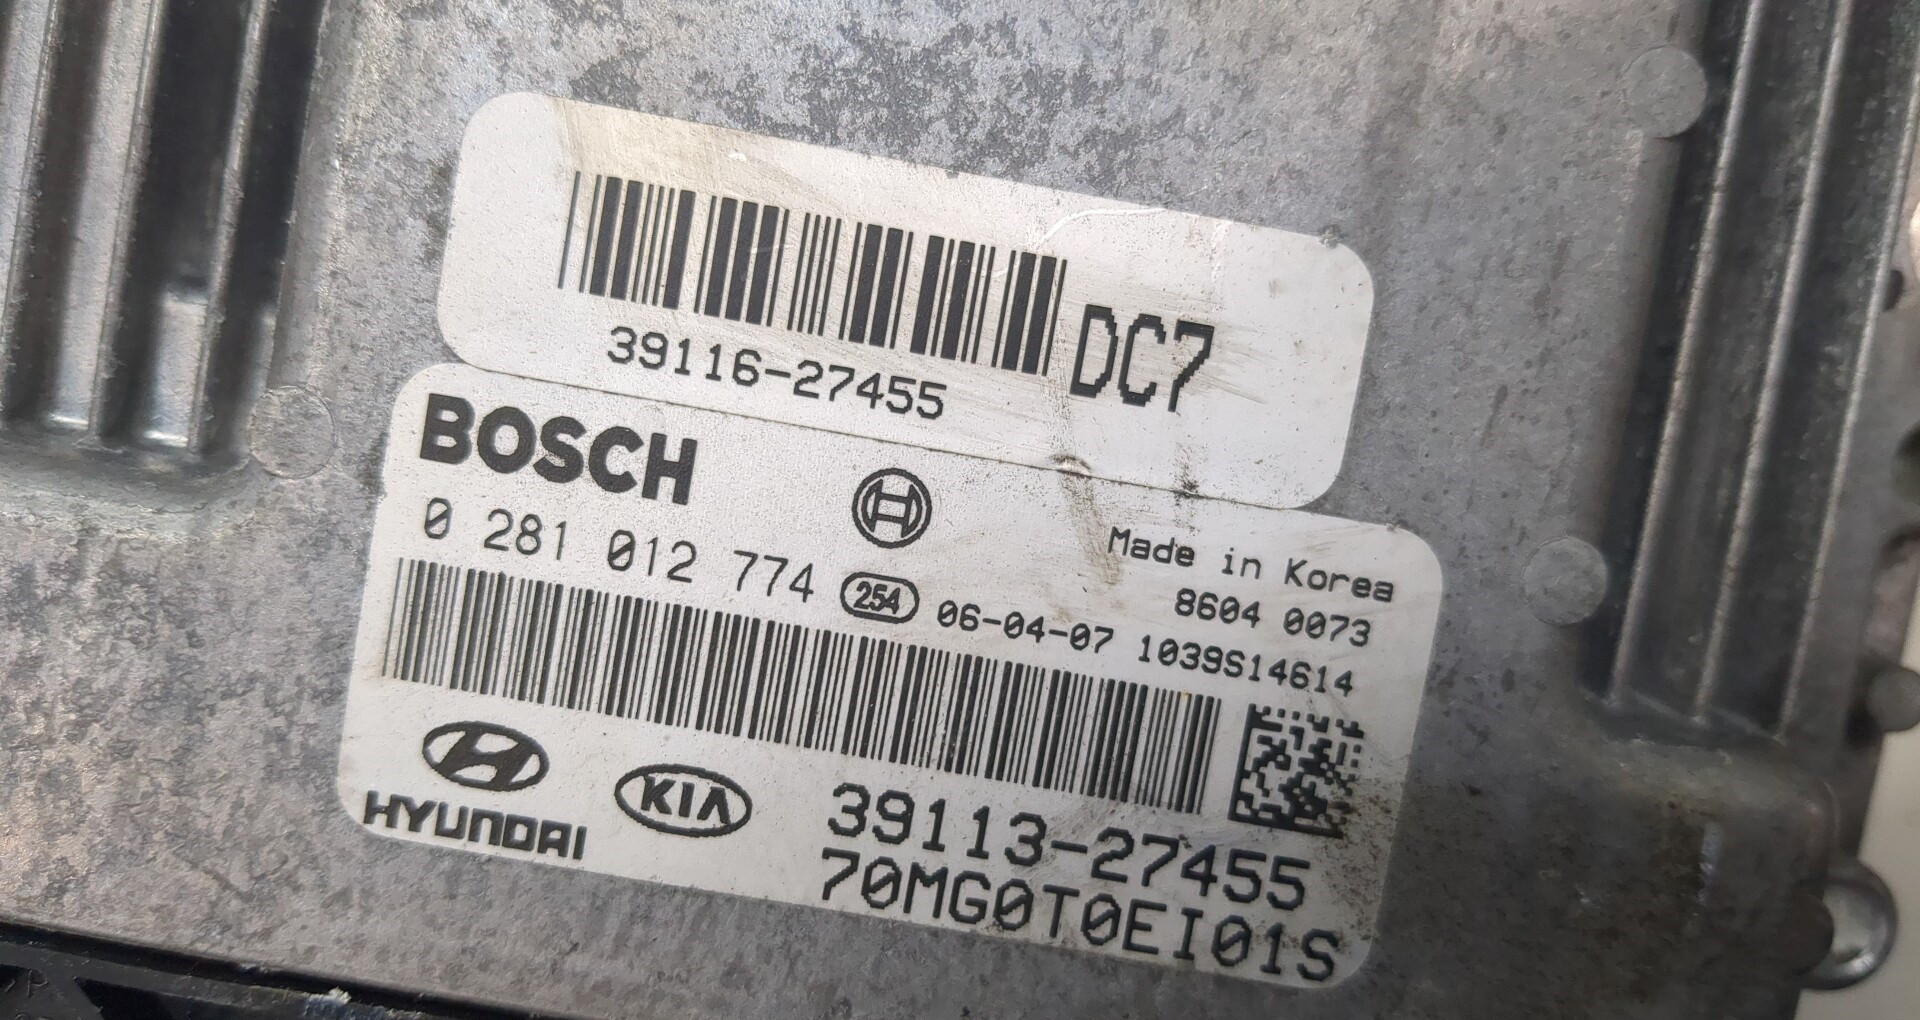 DC7
39116-27455
BOSCH
0 281 012 774
Made in Korea
8604 0073
254
06-04-07 1039S14614
HYUNDAI
KIA
39113-27455
70MG0T0EI01S